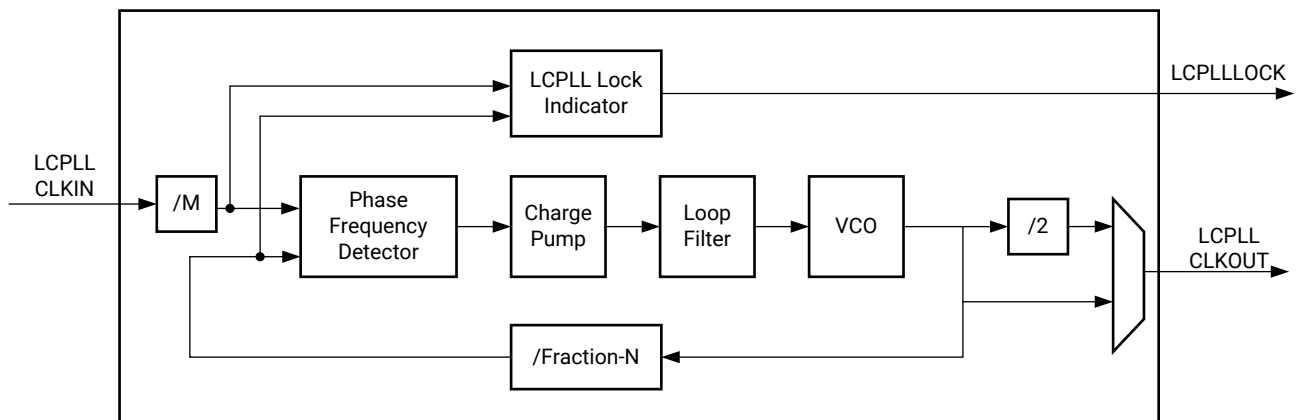 LCPLL Lock
Indicator
LCPLLLOCK
LCPLL
CLKIN
/M
Phase
Frequency
Detector
Charge
Pump
Loop
Filter
VCO
/2
LCPLL
CLKOUT
/Fraction-N